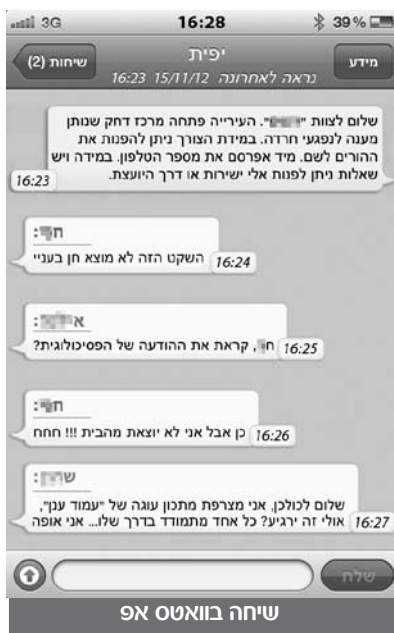 3G 16:28 39%
שיחות (2) יפית מידע
נראה לאחרונה 15/11/12 16:23
שלום לצוות "". העירייה פתחה מרכז דחק שנותן
מענה לנפגעי חרדה. במידת הצורך ניתן להפנות את
ההורים לשם. מיד אפרסם את מספר הטלפון. במידה ויש
שאלות ניתן לפנות אלי ישירות או דרך היועצת.
16:23
השקט הזה לא מוצא חן בעניי 16:24
, קראת את ההודעה של הפסיכולוגית? 16:25
כן אבל אני לא יוצאת מהבית !!! חחח 16:26
שלום לכולכן, אני מצרפת מתכון עוגה של "עמוד ענן",
אולי זה ירגיע? כל אחד מתמודד בדרך שלו... אני אופה 16:27
שלח
שיחה בוואטס אפ